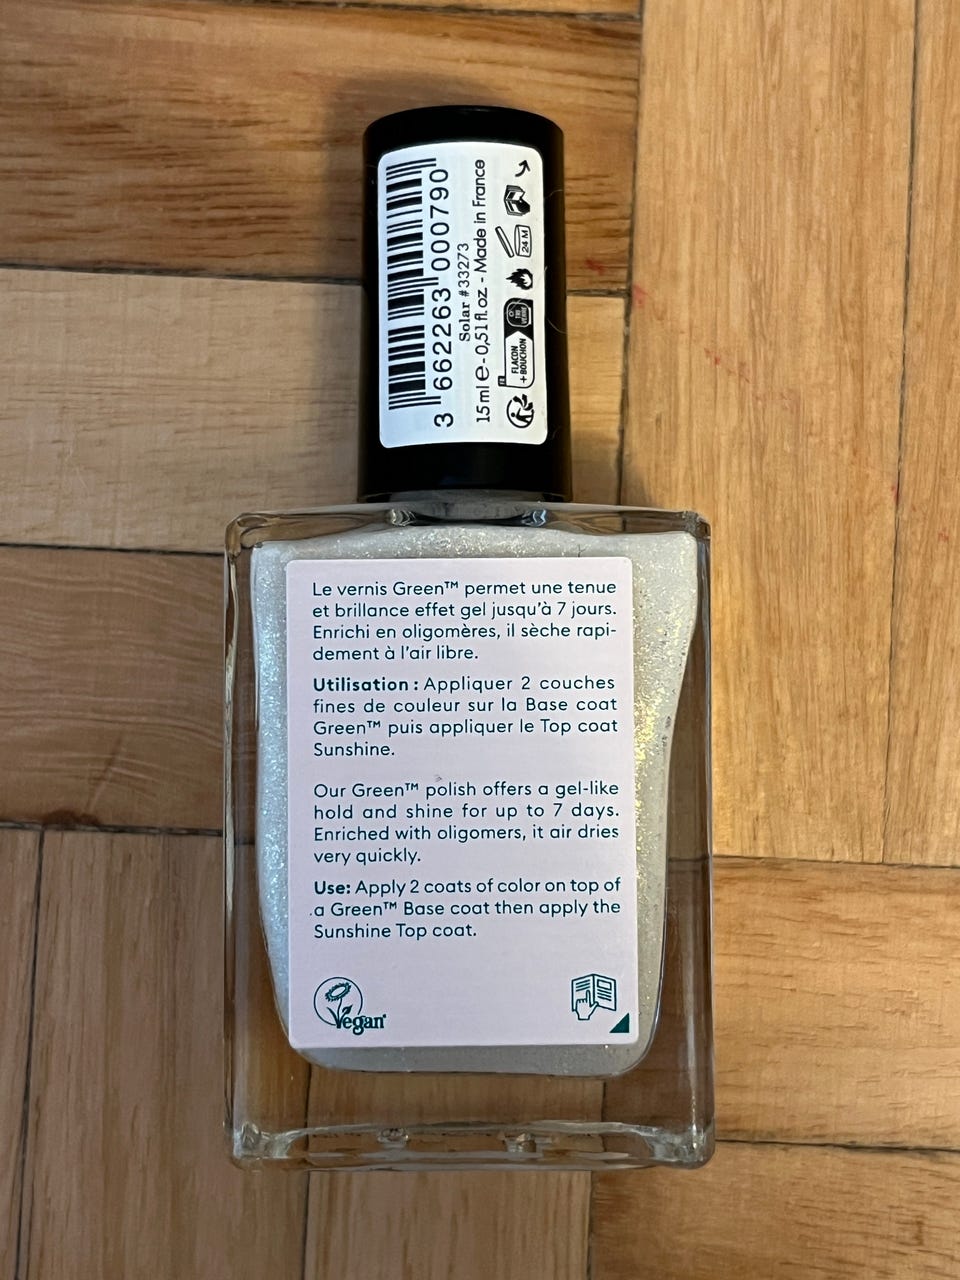 3 662263 000790
Solar #33273
15 ml ℮ - 0,51 fl. oz. - Made in France
FR
FLACON
+ BOUCHON
TRI
VERRE
24 M
Le vernis Green™ permet une tenue
et brillance effet gel jusqu'à 7 jours.
Enrichi en oligomères, il sèche rapi-
dement à l'air libre.
Utilisation : Appliquer 2 couches
fines de couleur sur la Base coat
Green™ puis appliquer le Top coat
Sunshine.
Our Green™ polish offers a gel-like
hold and shine for up to 7 days.
Enriched with oligomers, it air dries
very quickly.
Use: Apply 2 coats of color on top of
a Green™ Base coat then apply the
Sunshine Top coat.
Vegan